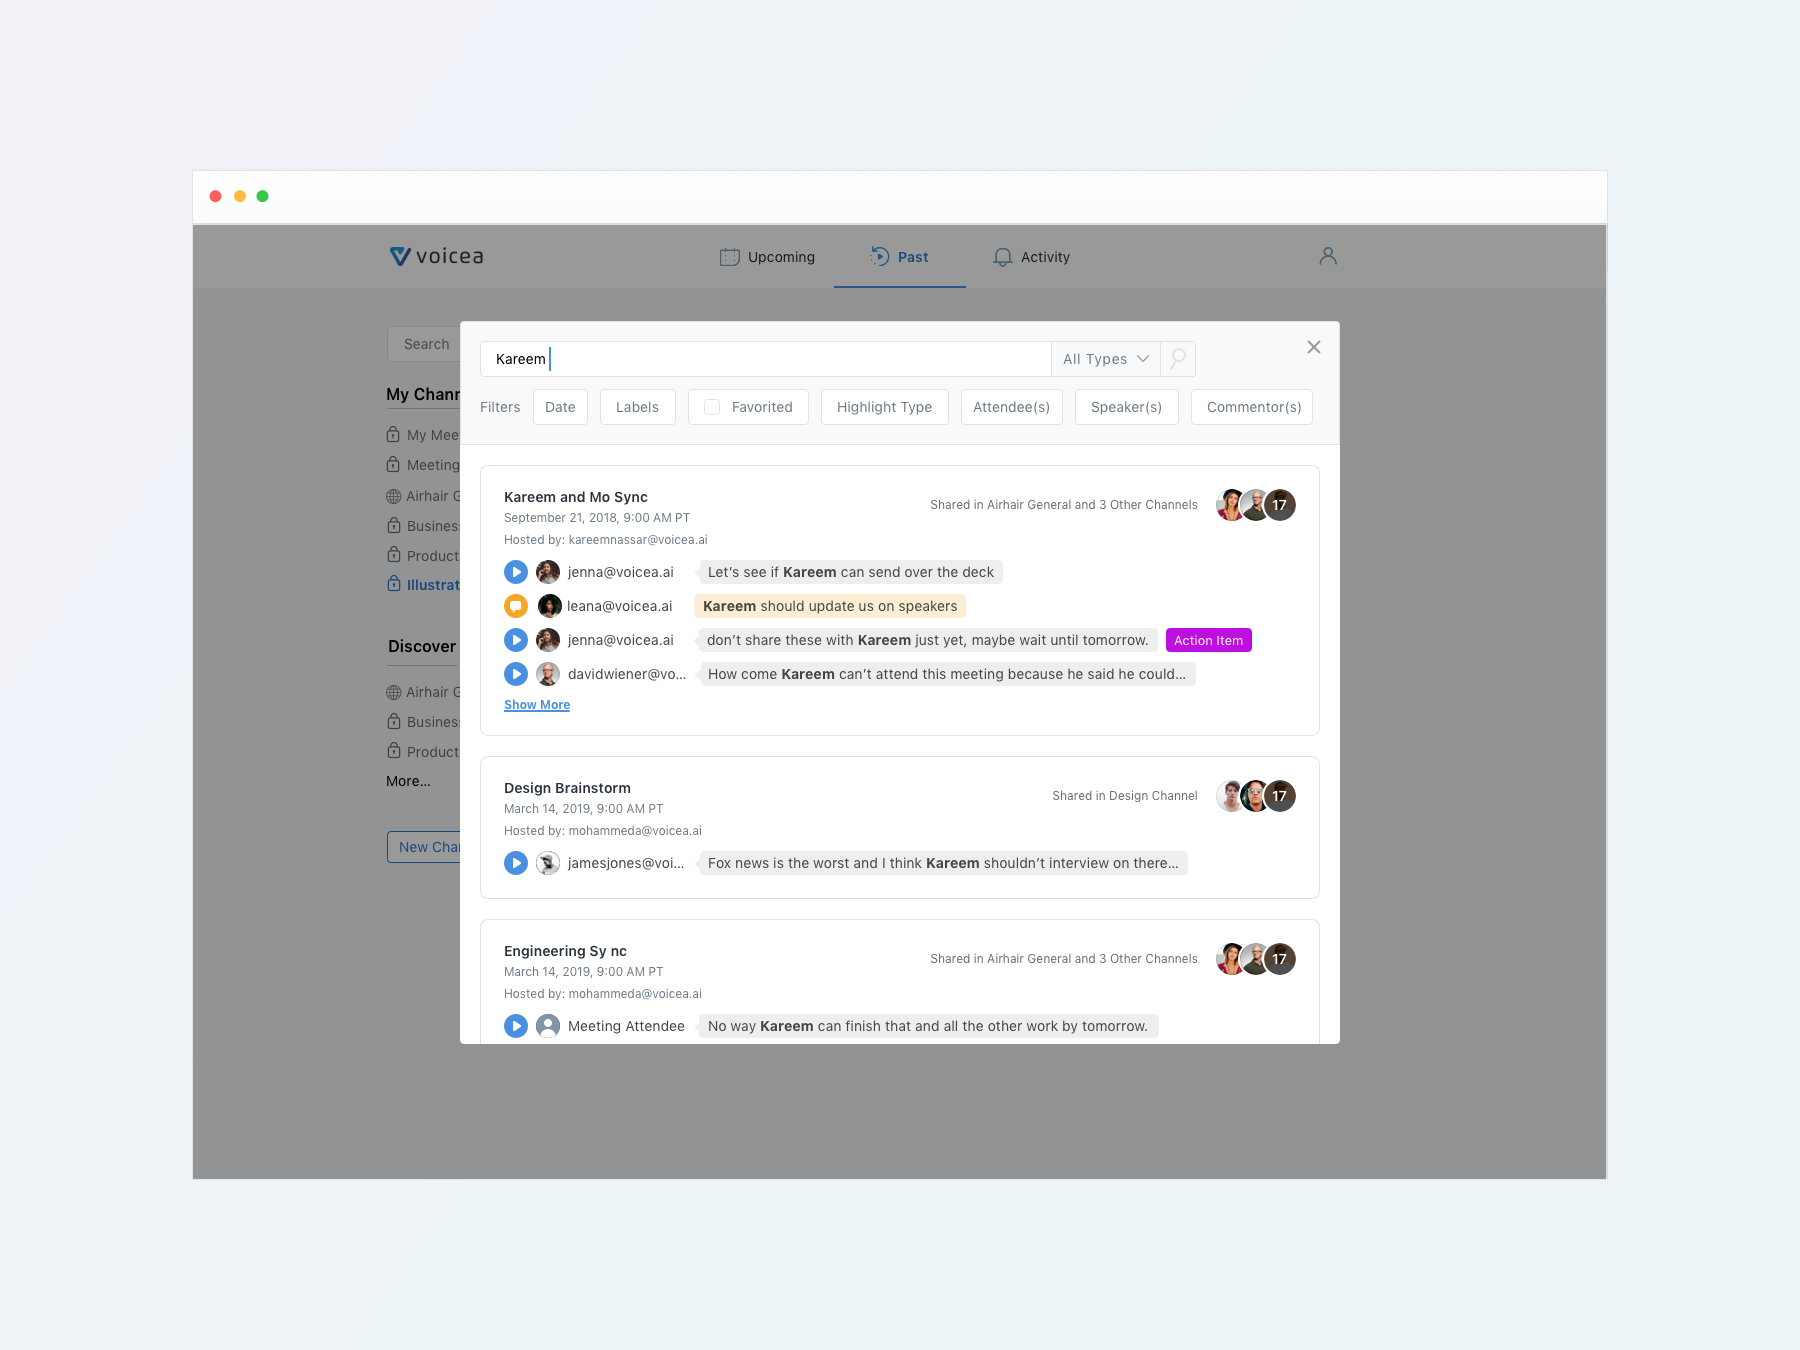 voicea
Upcoming
Past
Activity
Search
My Chann
My Mee
Meeting
Airhair G
Busines
Product
Illustrat
Discover
Airhair G
Busines
Product
More...
New Cha
Kareem
All Types
Filters
Date
Labels
Favorited
Highlight Type
Attendee(s)
Speaker(s)
Commentor(s)
Kareem and Mo Sync
September 21, 2018, 9:00 AM PT
Hosted by: kareemnassar@voicea.ai
Shared in Airhair General and 3 Other Channels
17
jenna@voicea.ai
Let’s see if Kareem can send over the deck
leana@voicea.ai
Kareem should update us on speakers
jenna@voicea.ai
don’t share these with Kareem just yet, maybe wait until tomorrow.
Action Item
davidwiener@vo...
How come Kareem can’t attend this meeting because he said he could...
Show More
Design Brainstorm
March 14, 2019, 9:00 AM PT
Hosted by: mohammeda@voicea.ai
Shared in Design Channel
17
jamesjones@voi...
Fox news is the worst and I think Kareem shouldn’t interview on there...
Engineering Sy nc
March 14, 2019, 9:00 AM PT
Hosted by: mohammeda@voicea.ai
Shared in Airhair General and 3 Other Channels
17
Meeting Attendee
No way Kareem can finish that and all the other work by tomorrow.